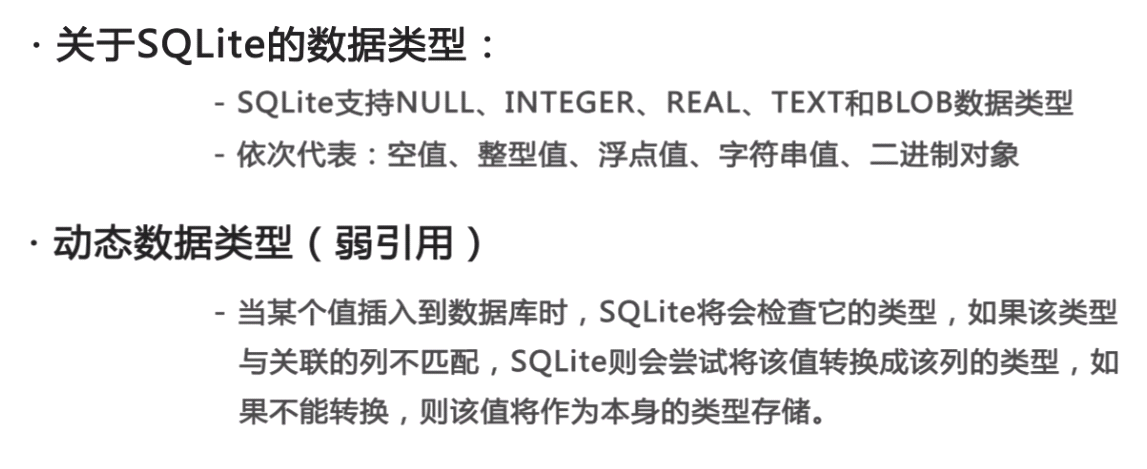 · 关于SQLite的数据类型：
- SQLite支持NULL、INTEGER、REAL、TEXT和BLOB数据类型
- 依次代表：空值、整型值、浮点值、字符串值、二进制对象
· 动态数据类型（弱引用）
- 当某个值插入到数据库时，SQLite将会检查它的类型，如果该类型
与关联的列不匹配，SQLite则会尝试将该值转换成该列的类型，如
果不能转换，则该值将作为本身的类型存储。